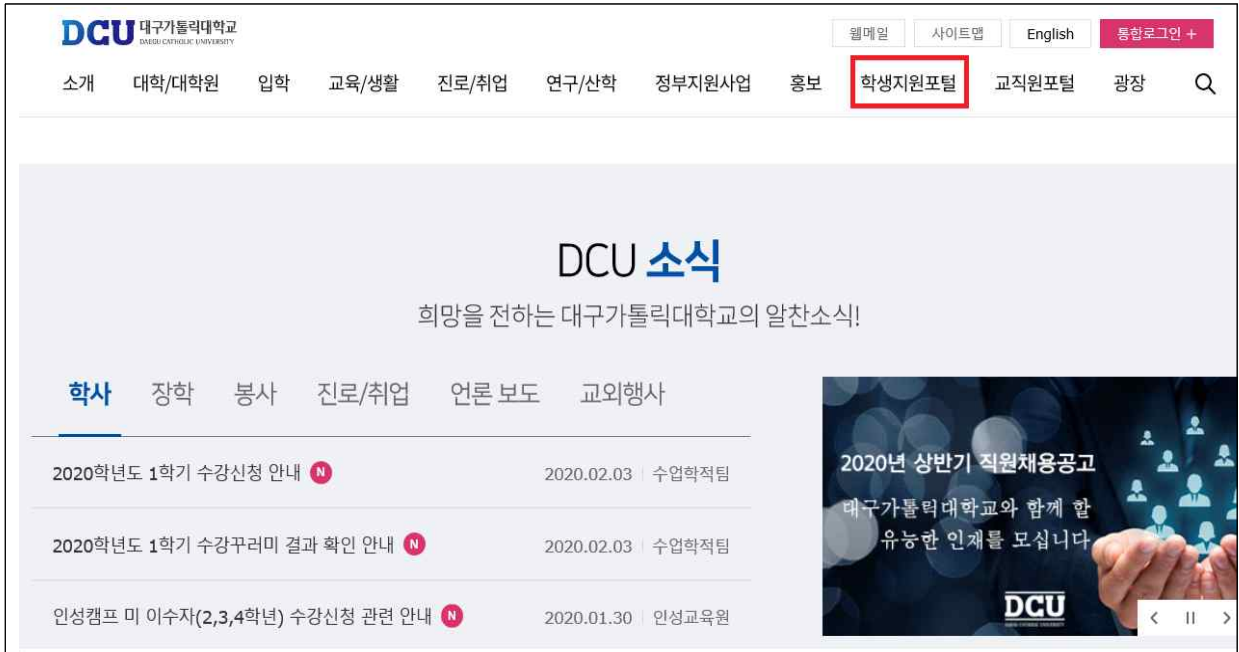 DCU 대구가톨릭대학교
DAEGU CATHOLIC UNIVERSITY
웹메일 사이트맵 English 통합로그인 +
소개 대학/대학원 입학 교육/생활 진로/취업 연구/산학 정부지원사업 홍보 학생지원포털 교직원포털 광장
DCU 소식
희망을 전하는 대구가톨릭대학교의 알찬소식!
학사 장학 봉사 진로/취업 언론 보도 교외행사
2020학년도 1학기 수강신청 안내 N 2020.02.03 수업학적팀
2020학년도 1학기 수강꾸러미 결과 확인 안내 N 2020.02.03 수업학적팀
인성캠프 미 이수자(2,3,4학년) 수강신청 관련 안내 N 2020.01.30 인성교육원
2020년 상반기 직원채용공고
대구가톨릭대학교와 함께 할
유능한 인재를 모십니다
DCU
DAEGU CATHOLIC UNIVERSITY